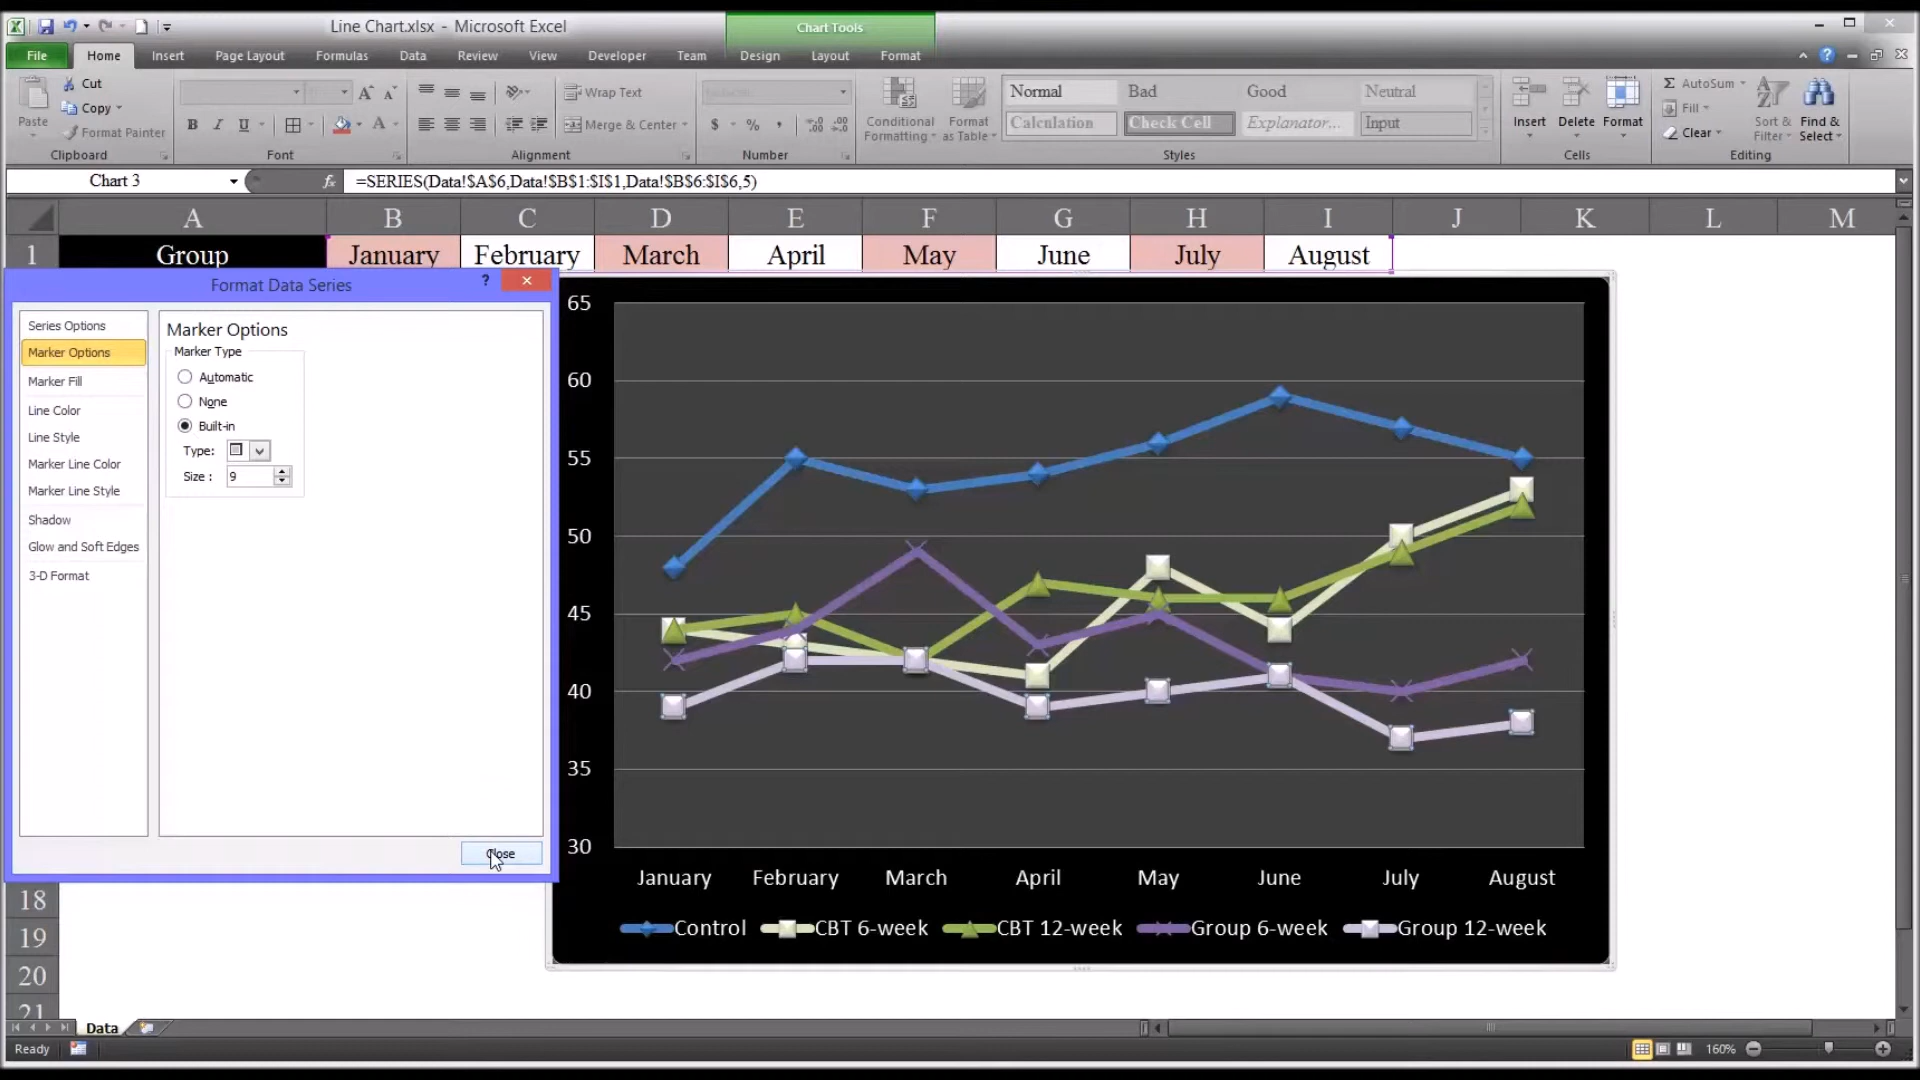 Line Chart.xlsx - Microsoft Excel
Chart Tools
File Home Insert Page Layout Formulas Data Review View Developer Team Design Layout Format
Paste
Cut
Copy
Format Painter
Clipboard
B I U
A A
A
Font
Wrap Text
Merge & Center
Alignment
$ % ,
Number
Conditional
Formatting
Format
as Table
Normal Bad Good Neutral
Calculation Check Cell Explanator... Input
Styles
Insert Delete Format
Cells
Σ AutoSum
Fill
Clear
Sort &
Filter
Find &
Select
Editing
Chart 3 fx =SERIES(Data!$A$6,Data!$B$1:$I$1,Data!$B$6:$I$6,5)
A B C D E F G H I J K L M
1 Group January February March April May June July August
Format Data Series ?
Series Options
Marker Options
Marker Fill
Line Color
Line Style
Marker Line Color
Marker Line Style
Shadow
Glow and Soft Edges
3-D Format
Marker Options
Marker Type
Automatic
None
Built-in
Type:
Size : 9
Close
65
60
55
50
45
40
35
30
January February March April May June July August
Control CBT 6-week CBT 12-week Group 6-week Group 12-week
18
19
20
21
Data
Ready 160%